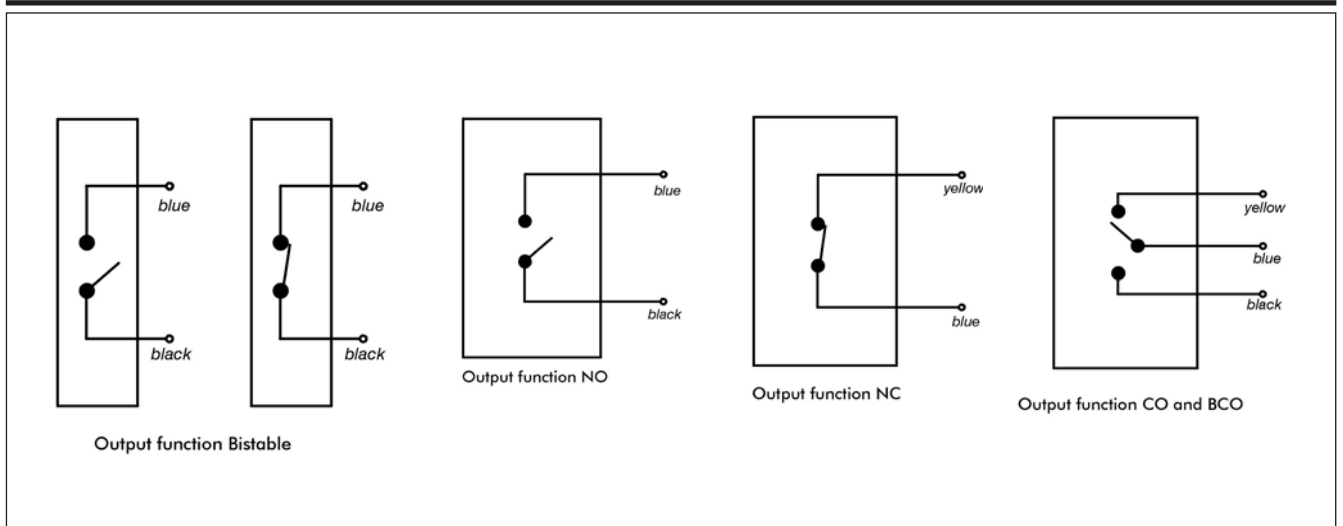 blue
black
blue
black
Output function Bistable
blue
black
Output function NO
yellow
blue
Output function NC
yellow
blue
black
Output function CO and BCO